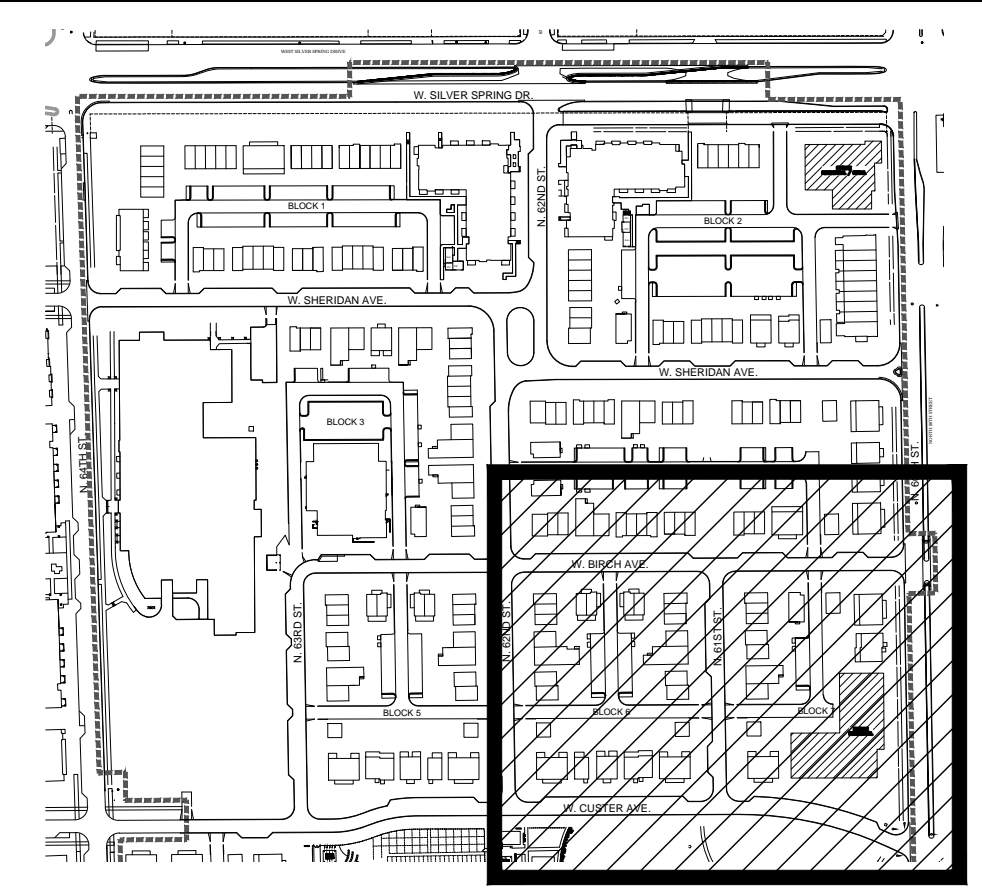 WEST SILVER SPRING DRIVE
W. SILVER SPRING DR.
N. 62ND ST.
BLOCK 1
BLOCK 2
W. SHERIDAN AVE.
W. SHERIDAN AVE.
NORTH 60TH STREET
BLOCK 3
N. 64TH ST.
N. 60TH ST.
W. BIRCH AVE.
N. 63RD ST.
N. 62ND ST.
N. 61ST ST.
BLOCK 5
BLOCK 6
BLOCK 7
W. CUSTER AVE.